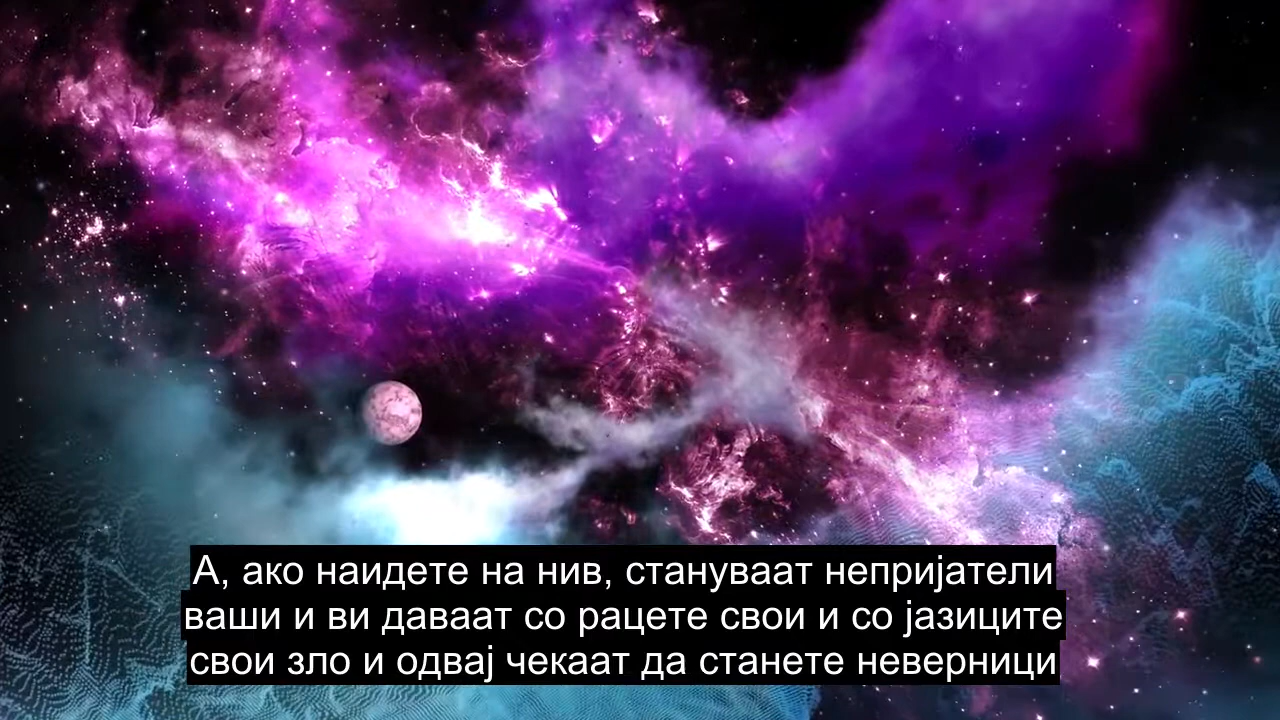 А, ако наидете на нив, стануваат непријатели
ваши и ви даваат со рацете свои и со јазиците
свои зло и одвај чекаат да станете неверници